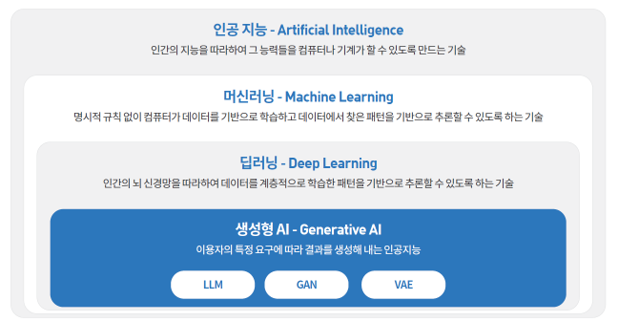 인공 지능 - Artificial Intelligence
인간의 지능을 따라하여 그 능력들을 컴퓨터나 기계가 할 수 있도록 만드는 기술
머신러닝 - Machine Learning
명시적 규칙 없이 컴퓨터가 데이터를 기반으로 학습하고 데이터에서 찾은 패턴을 기반으로 추론할 수 있도록 하는 기술
딥러닝 - Deep Learning
인간의 뇌 신경망을 따라하여 데이터를 계층적으로 학습한 패턴을 기반으로 추론할 수 있도록 하는 기술
생성형 AI - Generative AI
이용자의 특정 요구에 따라 결과를 생성해 내는 인공지능
LLM
GAN
VAE